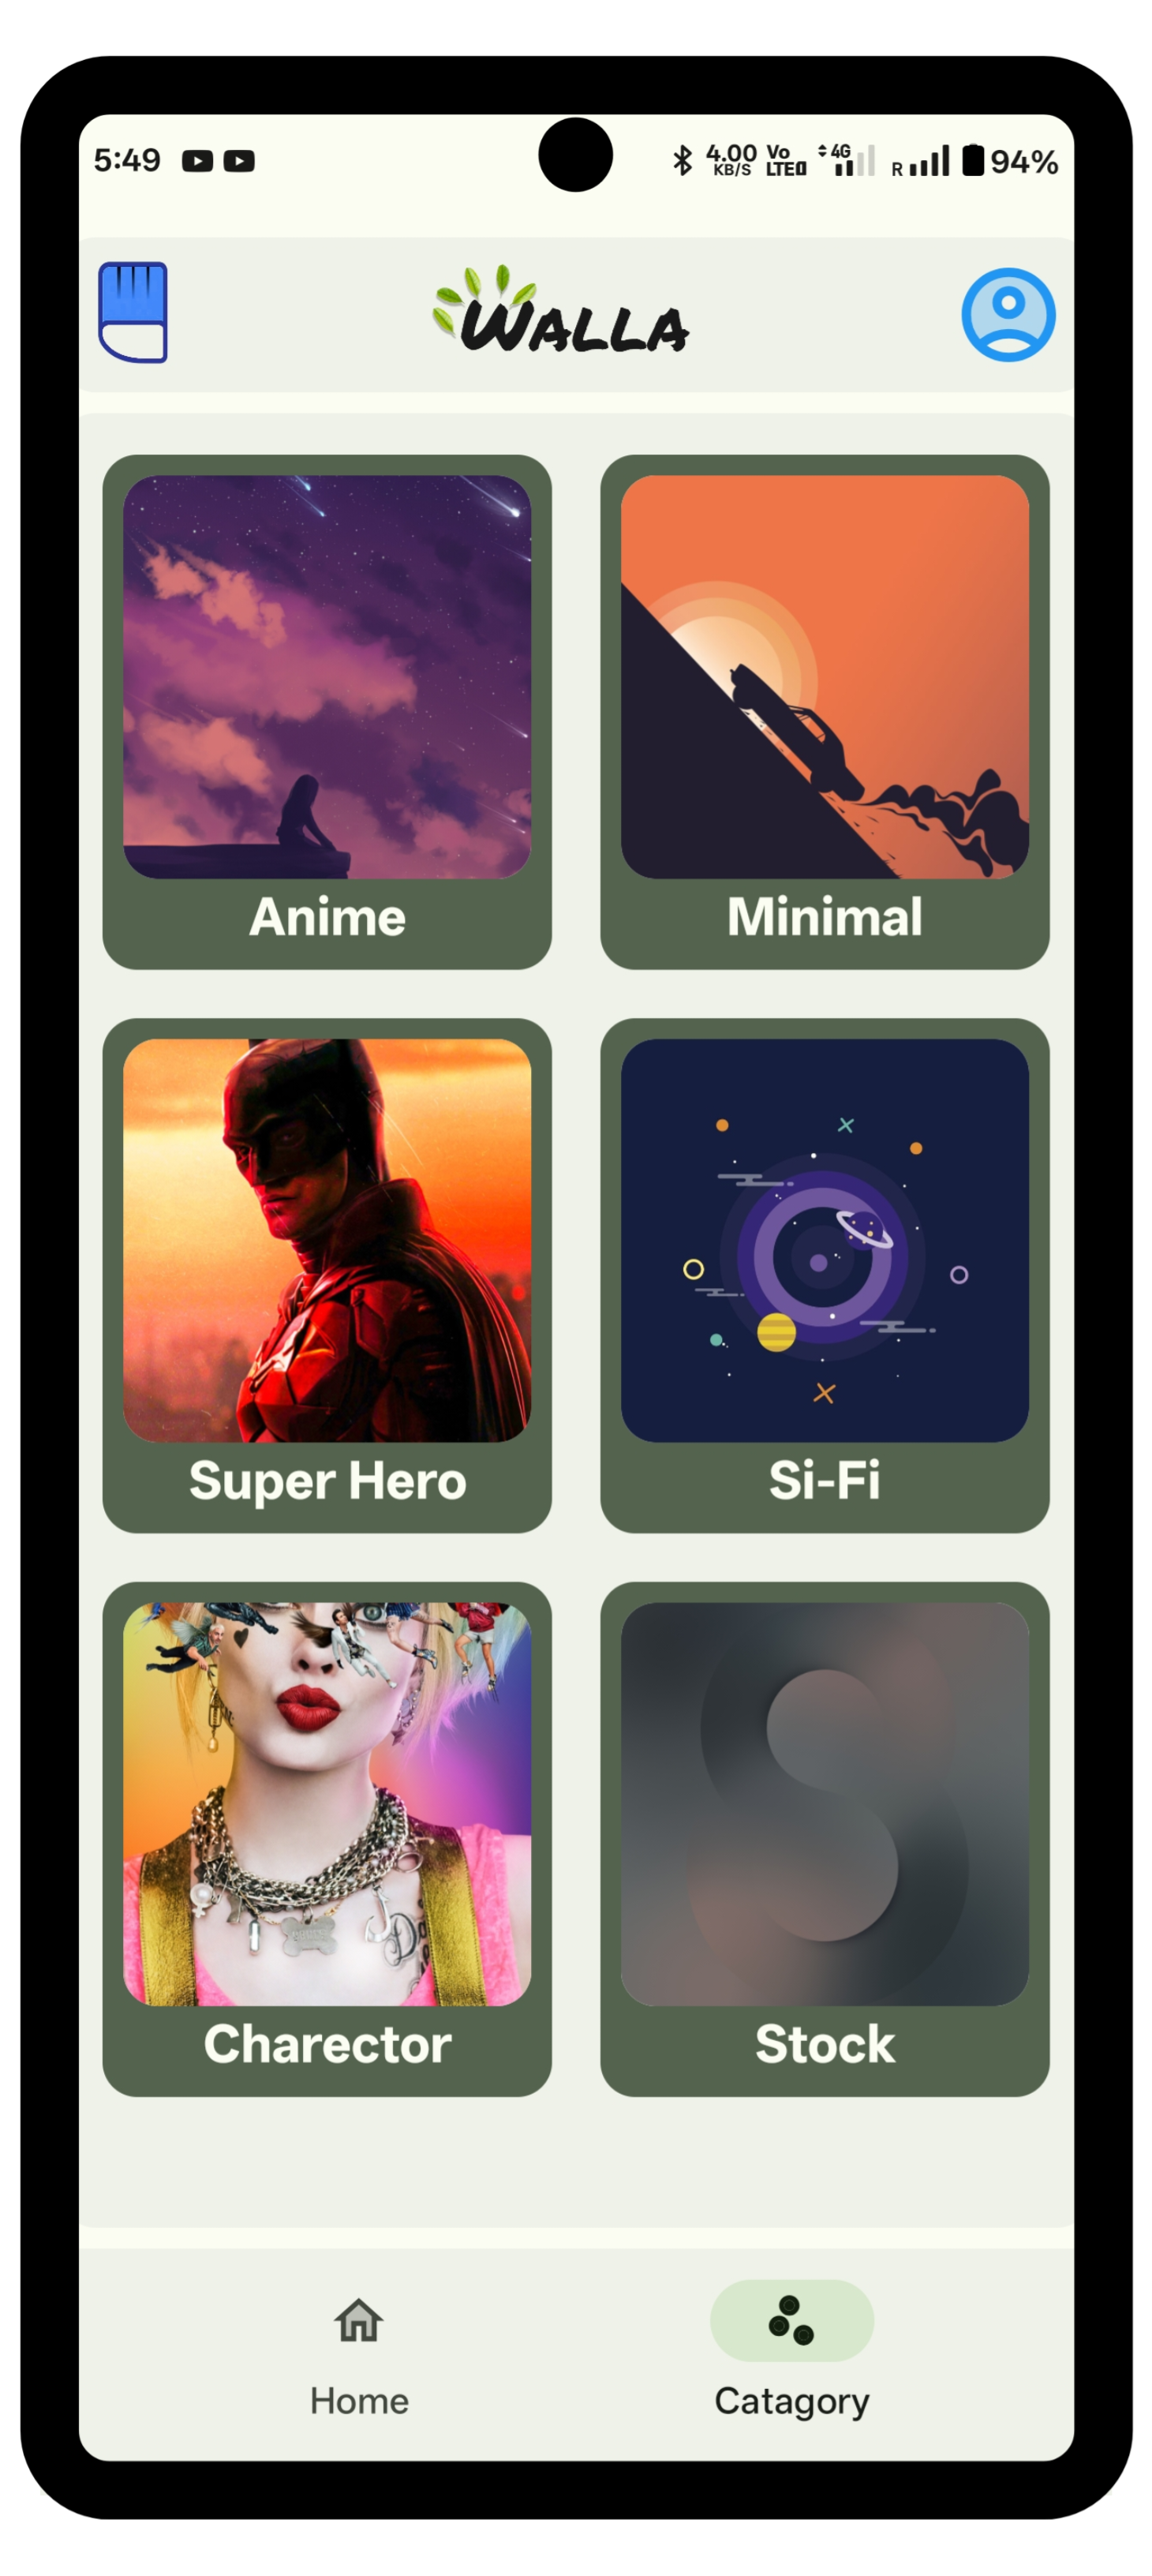 5:49 4.00 KB/S Vo LTE 4G R 94%
WALLA
Anime
Minimal
Super Hero
Si-Fi
Charector
Stock
Home
Catagory